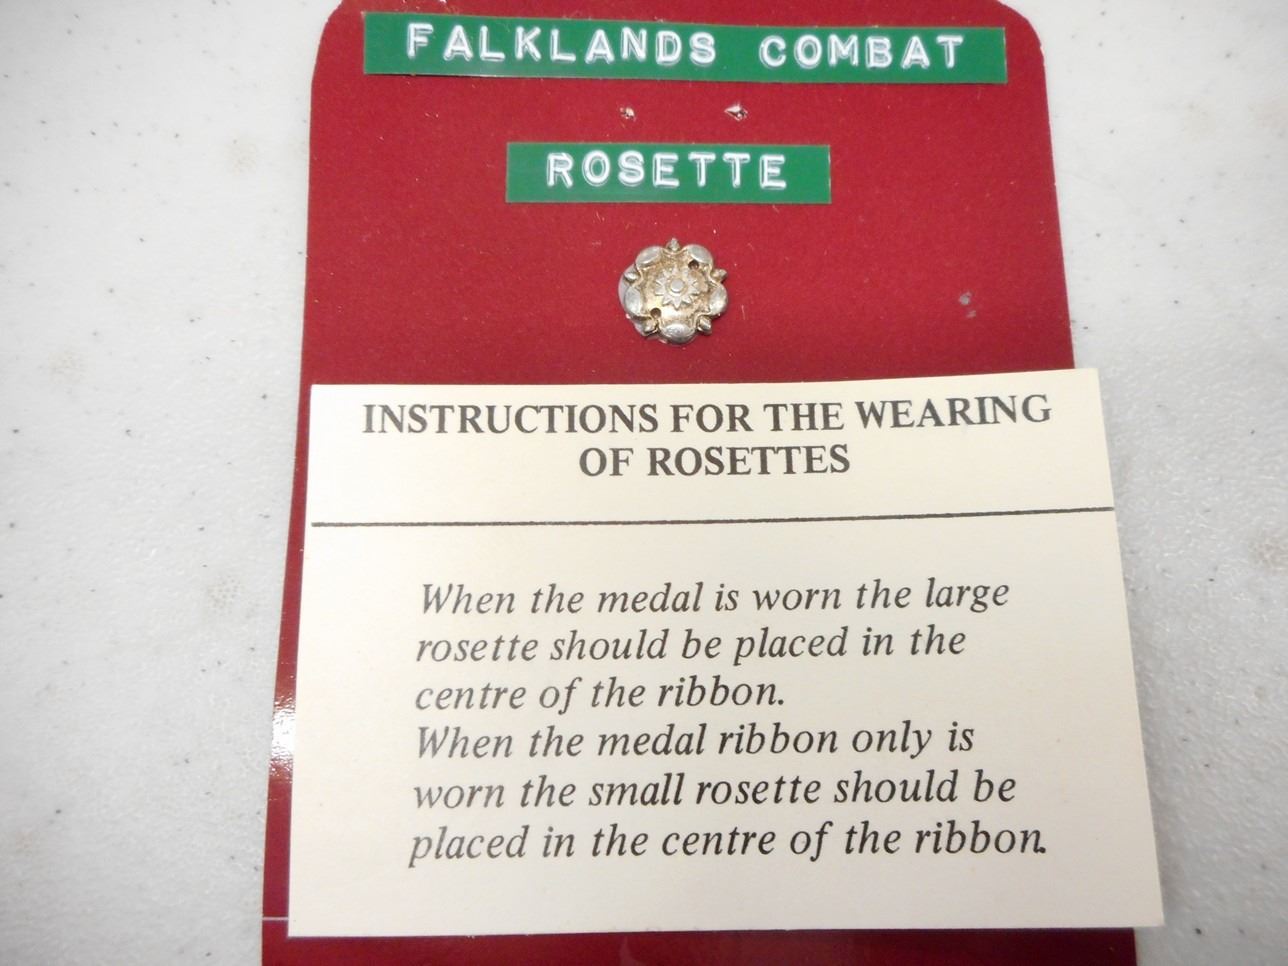 FALKLANDS COMBAT
ROSETTE
INSTRUCTIONS FOR THE WEARING
OF ROSETTES
When the medal is worn the large
rosette should be placed in the
centre of the ribbon.
When the medal ribbon only is
worn the small rosette should be
placed in the centre of the ribbon.